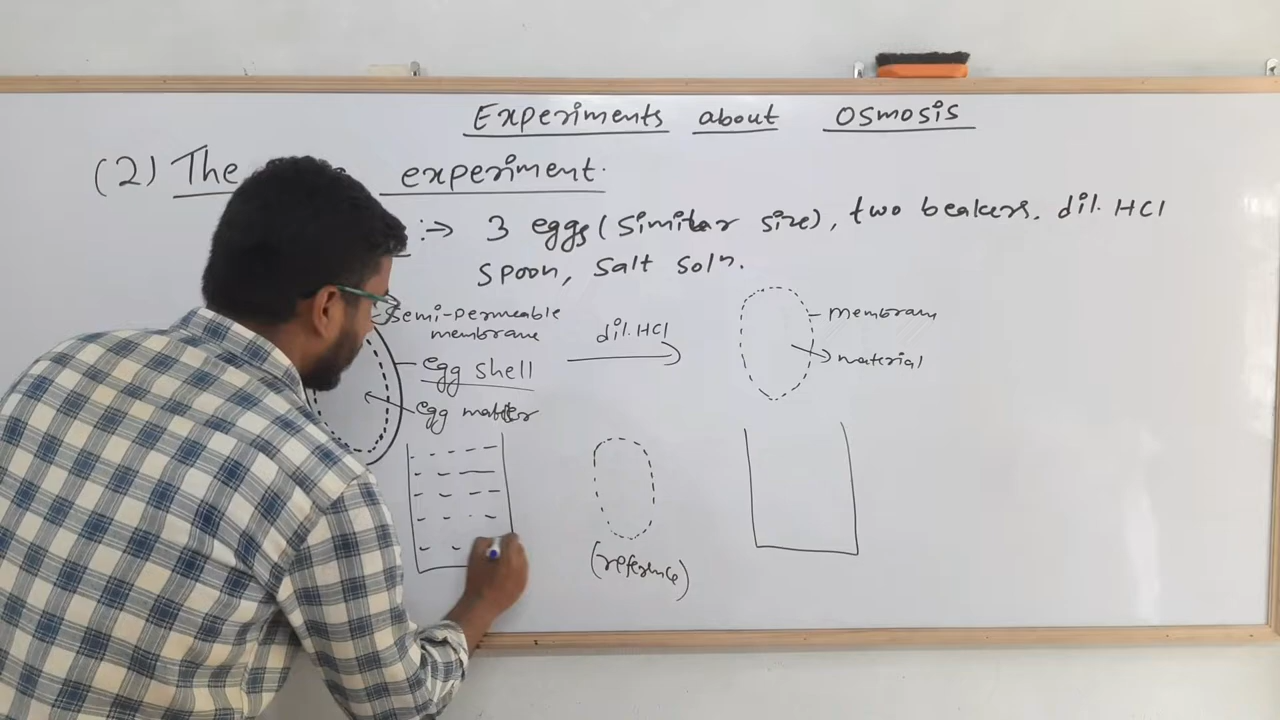 Experiments about Osmosis
(2) The experiment.
:→ 3 eggs (similar size), two beakers, dil. HCl
Spoon, Salt soln.
Semi-permeable
membrane
egg shell
egg matter
dil. HCl
membrane
material
(reference)